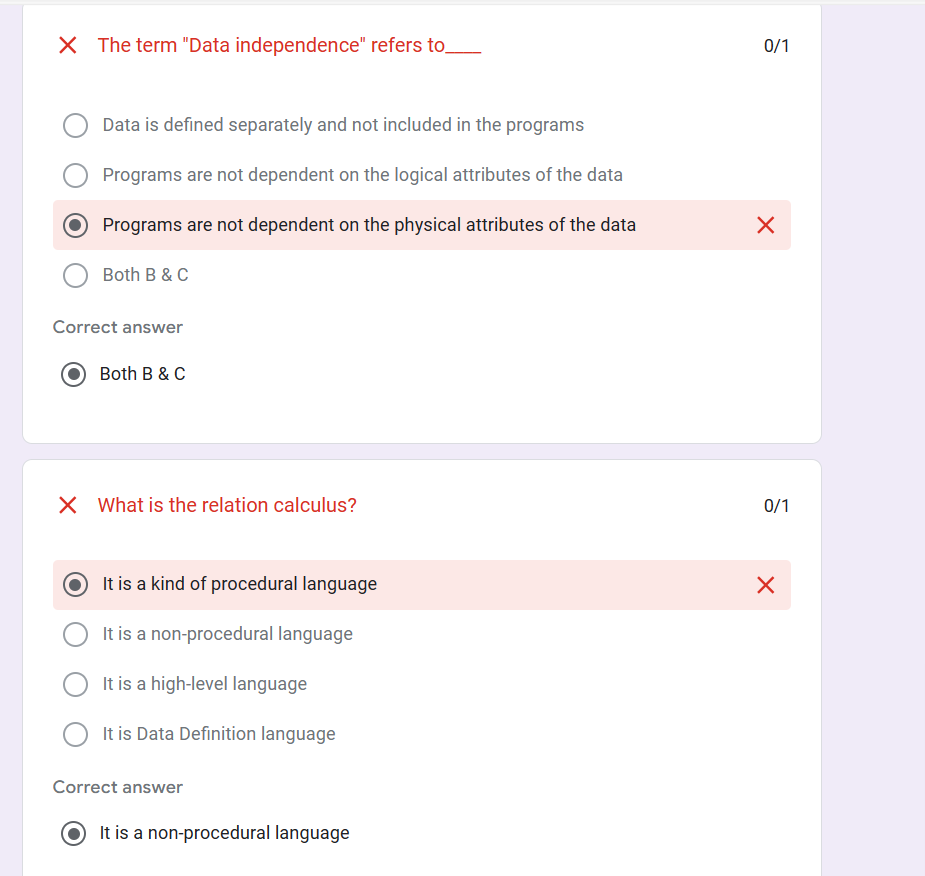 The term "Data independence" refers to____ 0/1
Data is defined separately and not included in the programs
Programs are not dependent on the logical attributes of the data
Programs are not dependent on the physical attributes of the data
Both B & C
Correct answer
Both B & C
What is the relation calculus? 0/1
It is a kind of procedural language
It is a non-procedural language
It is a high-level language
It is Data Definition language
Correct answer
It is a non-procedural language